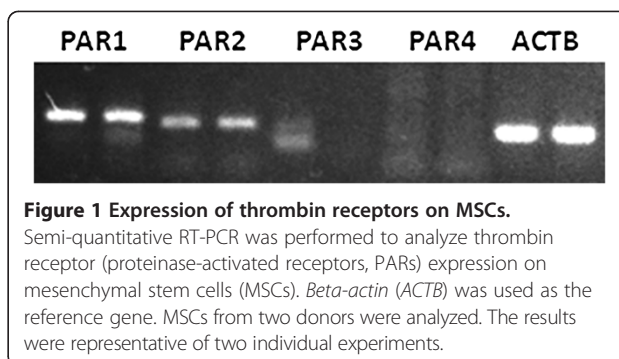 PAR1 PAR2 PAR3 PAR4 ACTB
Figure 1 Expression of thrombin receptors on MSCs.
Semi-quantitative RT-PCR was performed to analyze thrombin
receptor (proteinase-activated receptors, PARs) expression on
mesenchymal stem cells (MSCs). Beta-actin (ACTB) was used as the
reference gene. MSCs from two donors were analyzed. The results
were representative of two individual experiments.